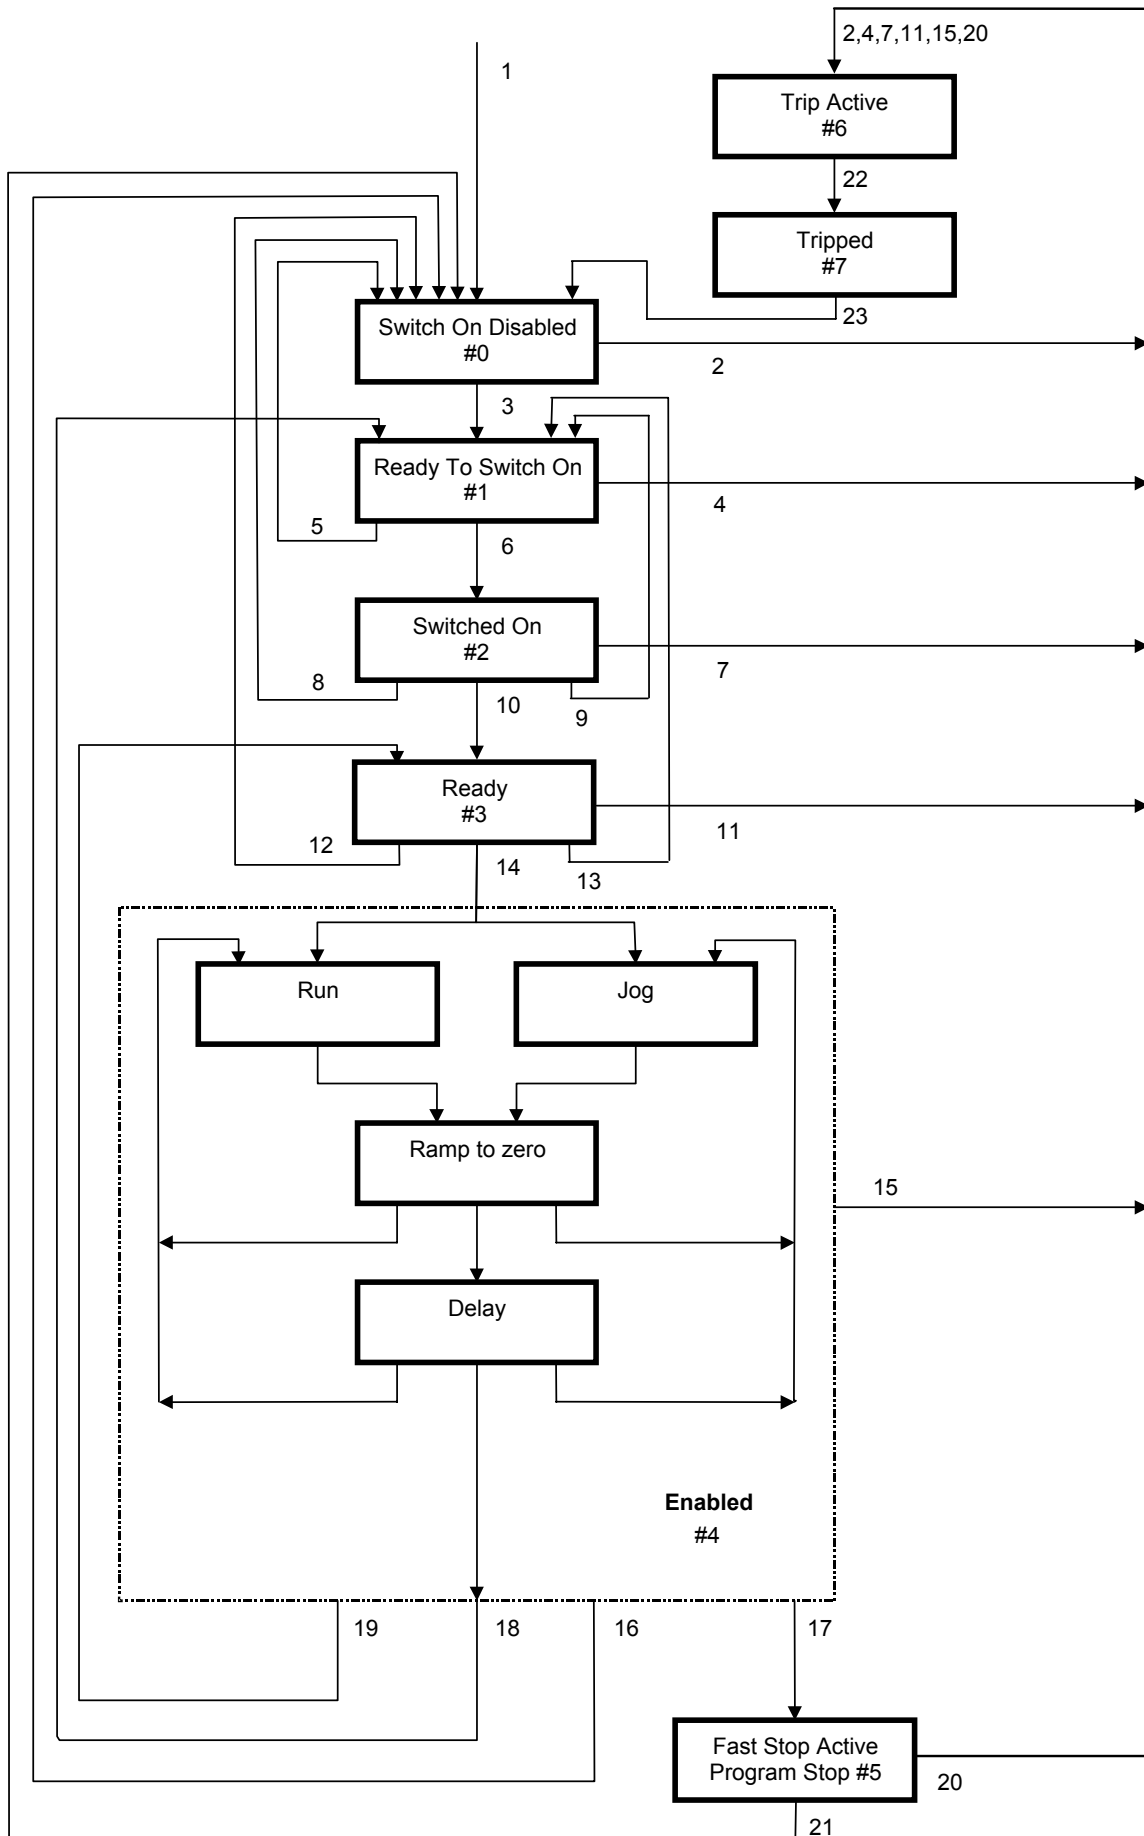 2,4,7,11,15,20
1
Trip Active
#6
22
Tripped
#7
23
Switch On Disabled
#0
2
3
Ready To Switch On
#1
4
5
6
Switched On
#2
7
8
10
9
Ready
#3
11
12
14
13
Run
Jog
Ramp to zero
15
Delay
Enabled
#4
19
18
16
17
Fast Stop Active
Program Stop #5
20
21